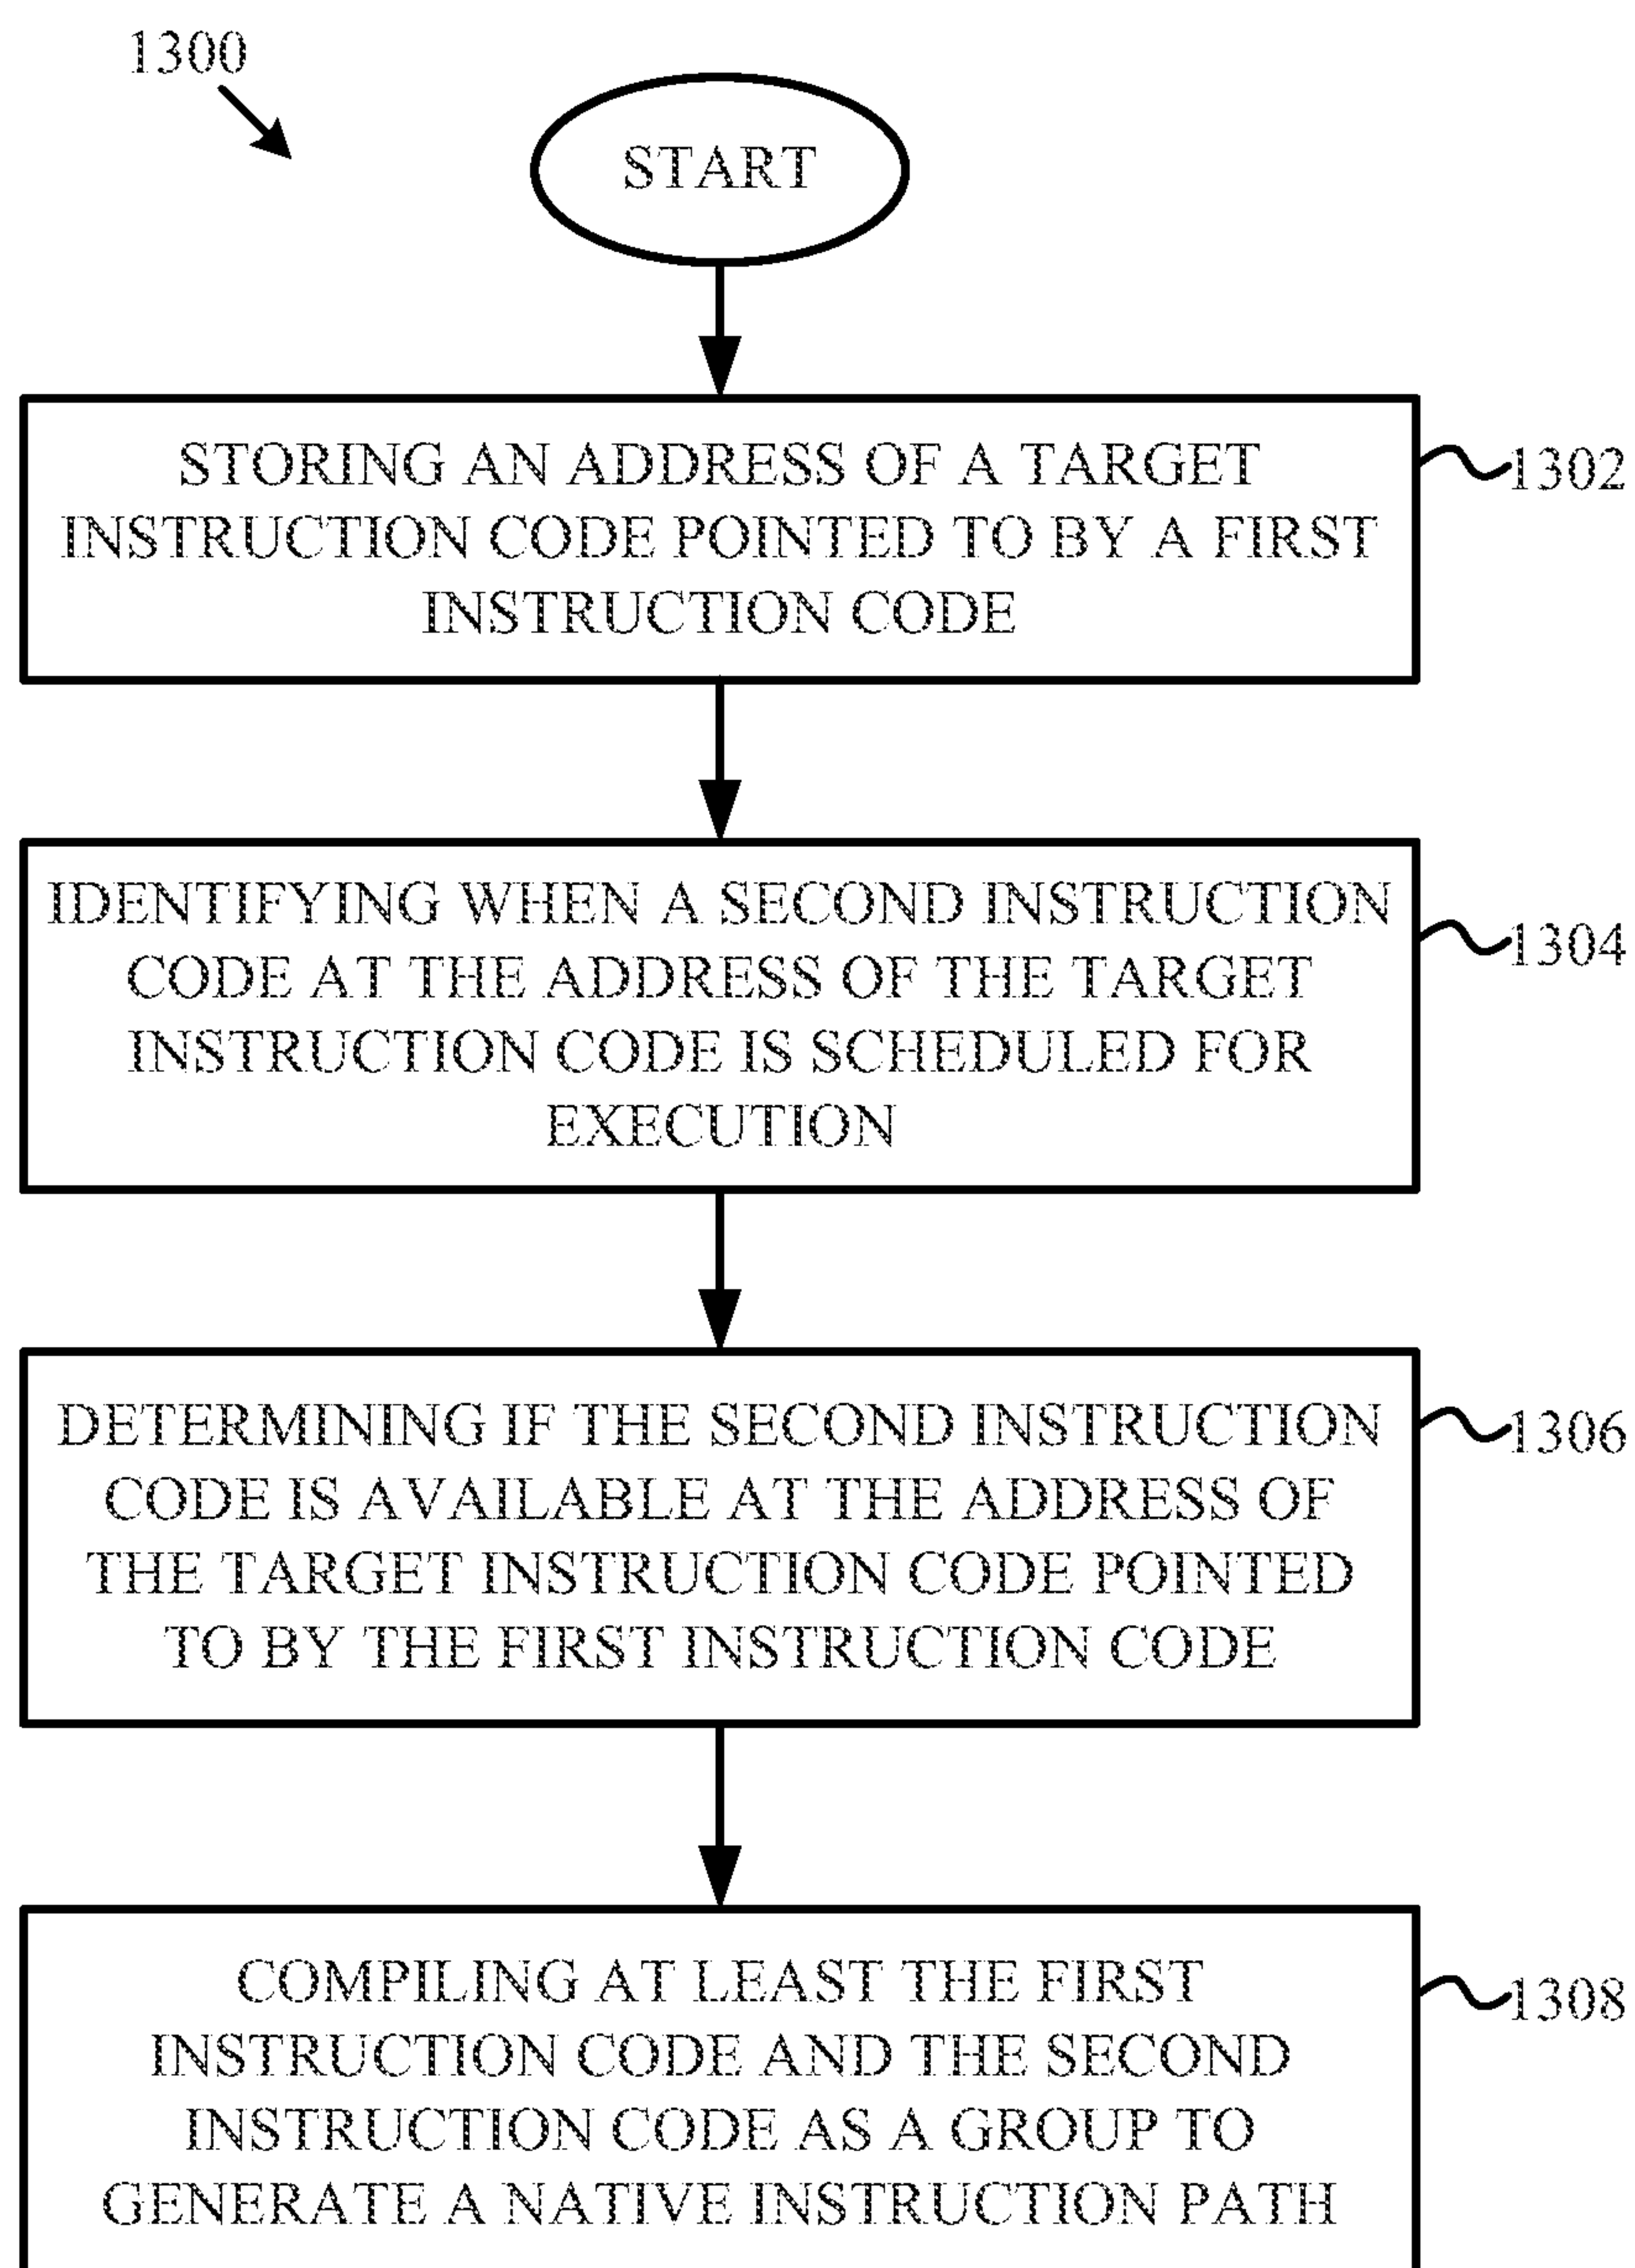 1300
START
STORING AN ADDRESS OF A TARGET
INSTRUCTION CODE POINTED TO BY A FIRST
INSTRUCTION CODE
1302
IDENTIFYING WHEN A SECOND INSTRUCTION
CODE AT THE ADDRESS OF THE TARGET
INSTRUCTION CODE IS SCHEDULED FOR
EXECUTION
1304
DETERMINING IF THE SECOND INSTRUCTION
CODE IS AVAILABLE AT THE ADDRESS OF
THE TARGET INSTRUCTION CODE POINTED
TO BY THE FIRST INSTRUCTION CODE
1306
COMPILING AT LEAST THE FIRST
INSTRUCTION CODE AND THE SECOND
INSTRUCTION CODE AS A GROUP TO
GENERATE A NATIVE INSTRUCTION PATH
1308